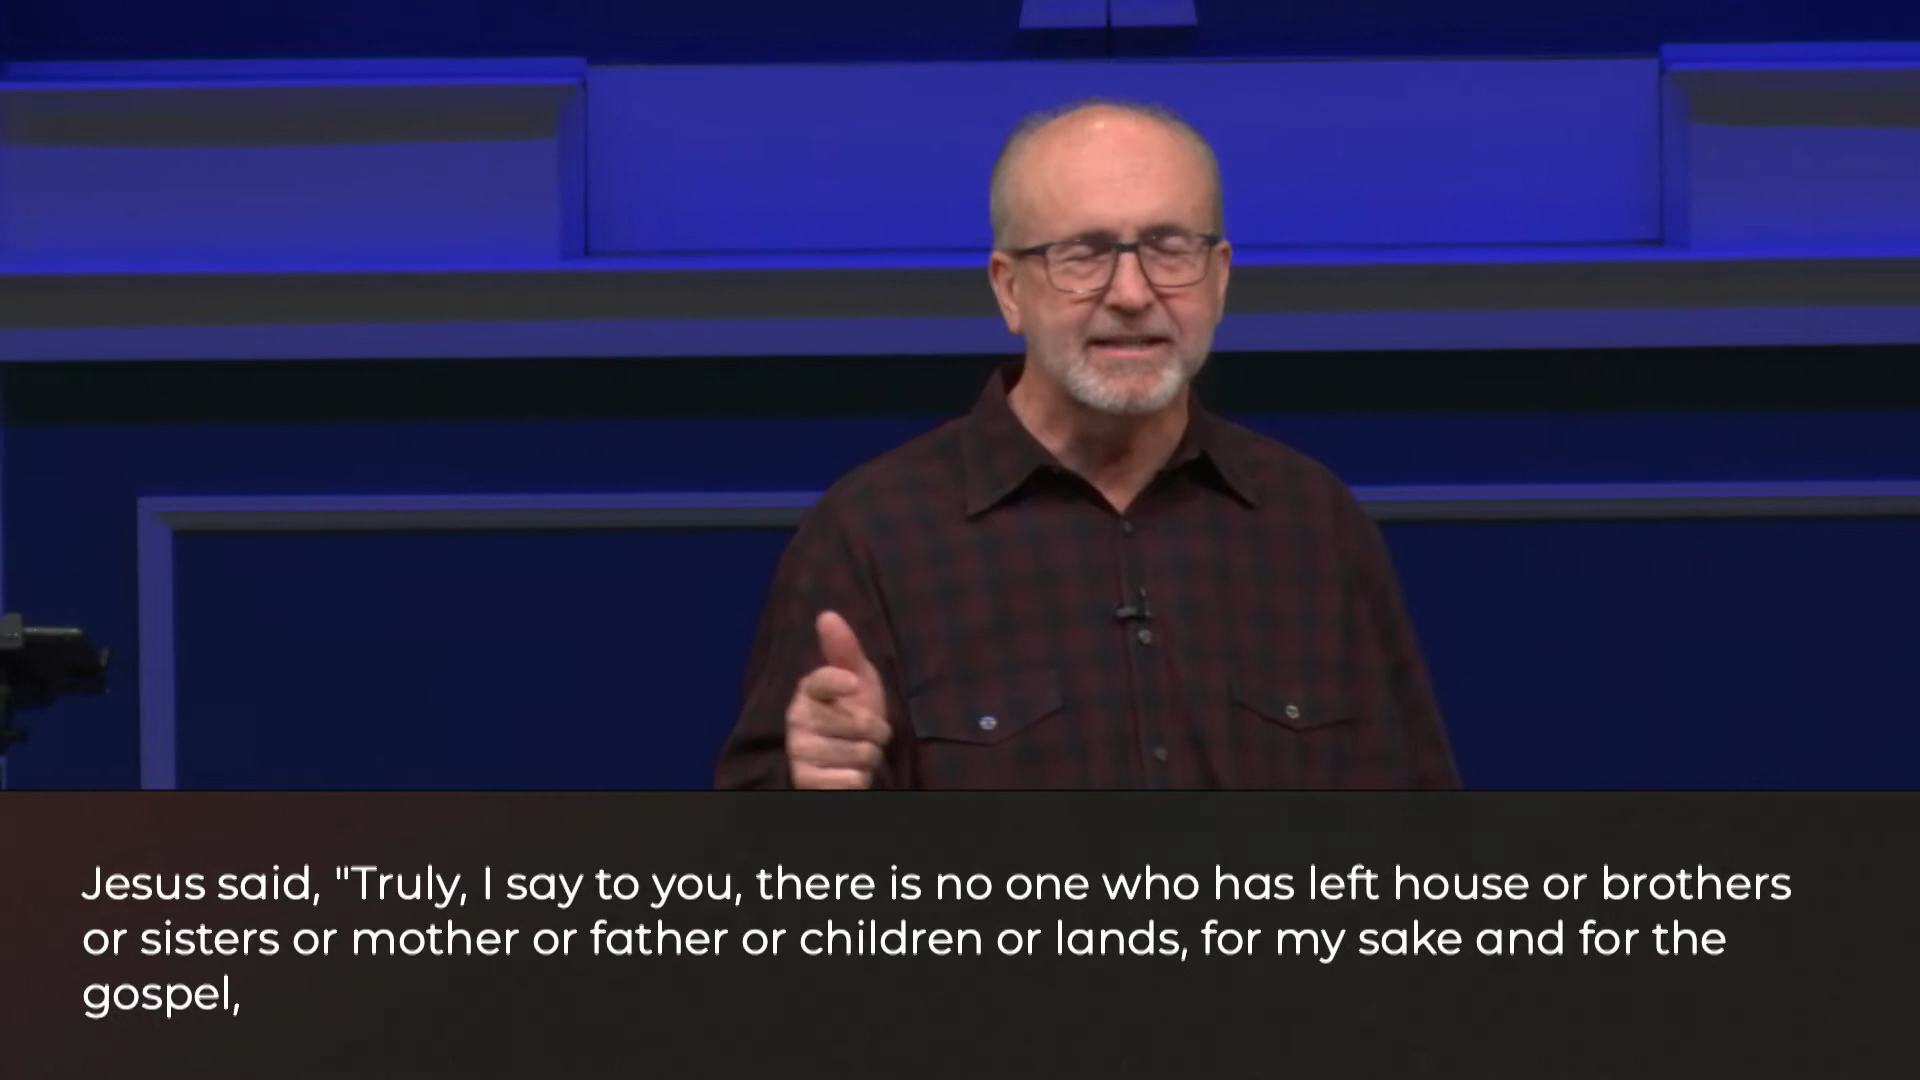 Jesus said, "Truly, I say to you, there is no one who has left house or brothers
or sisters or mother or father or children or lands, for my sake and for the
gospel,